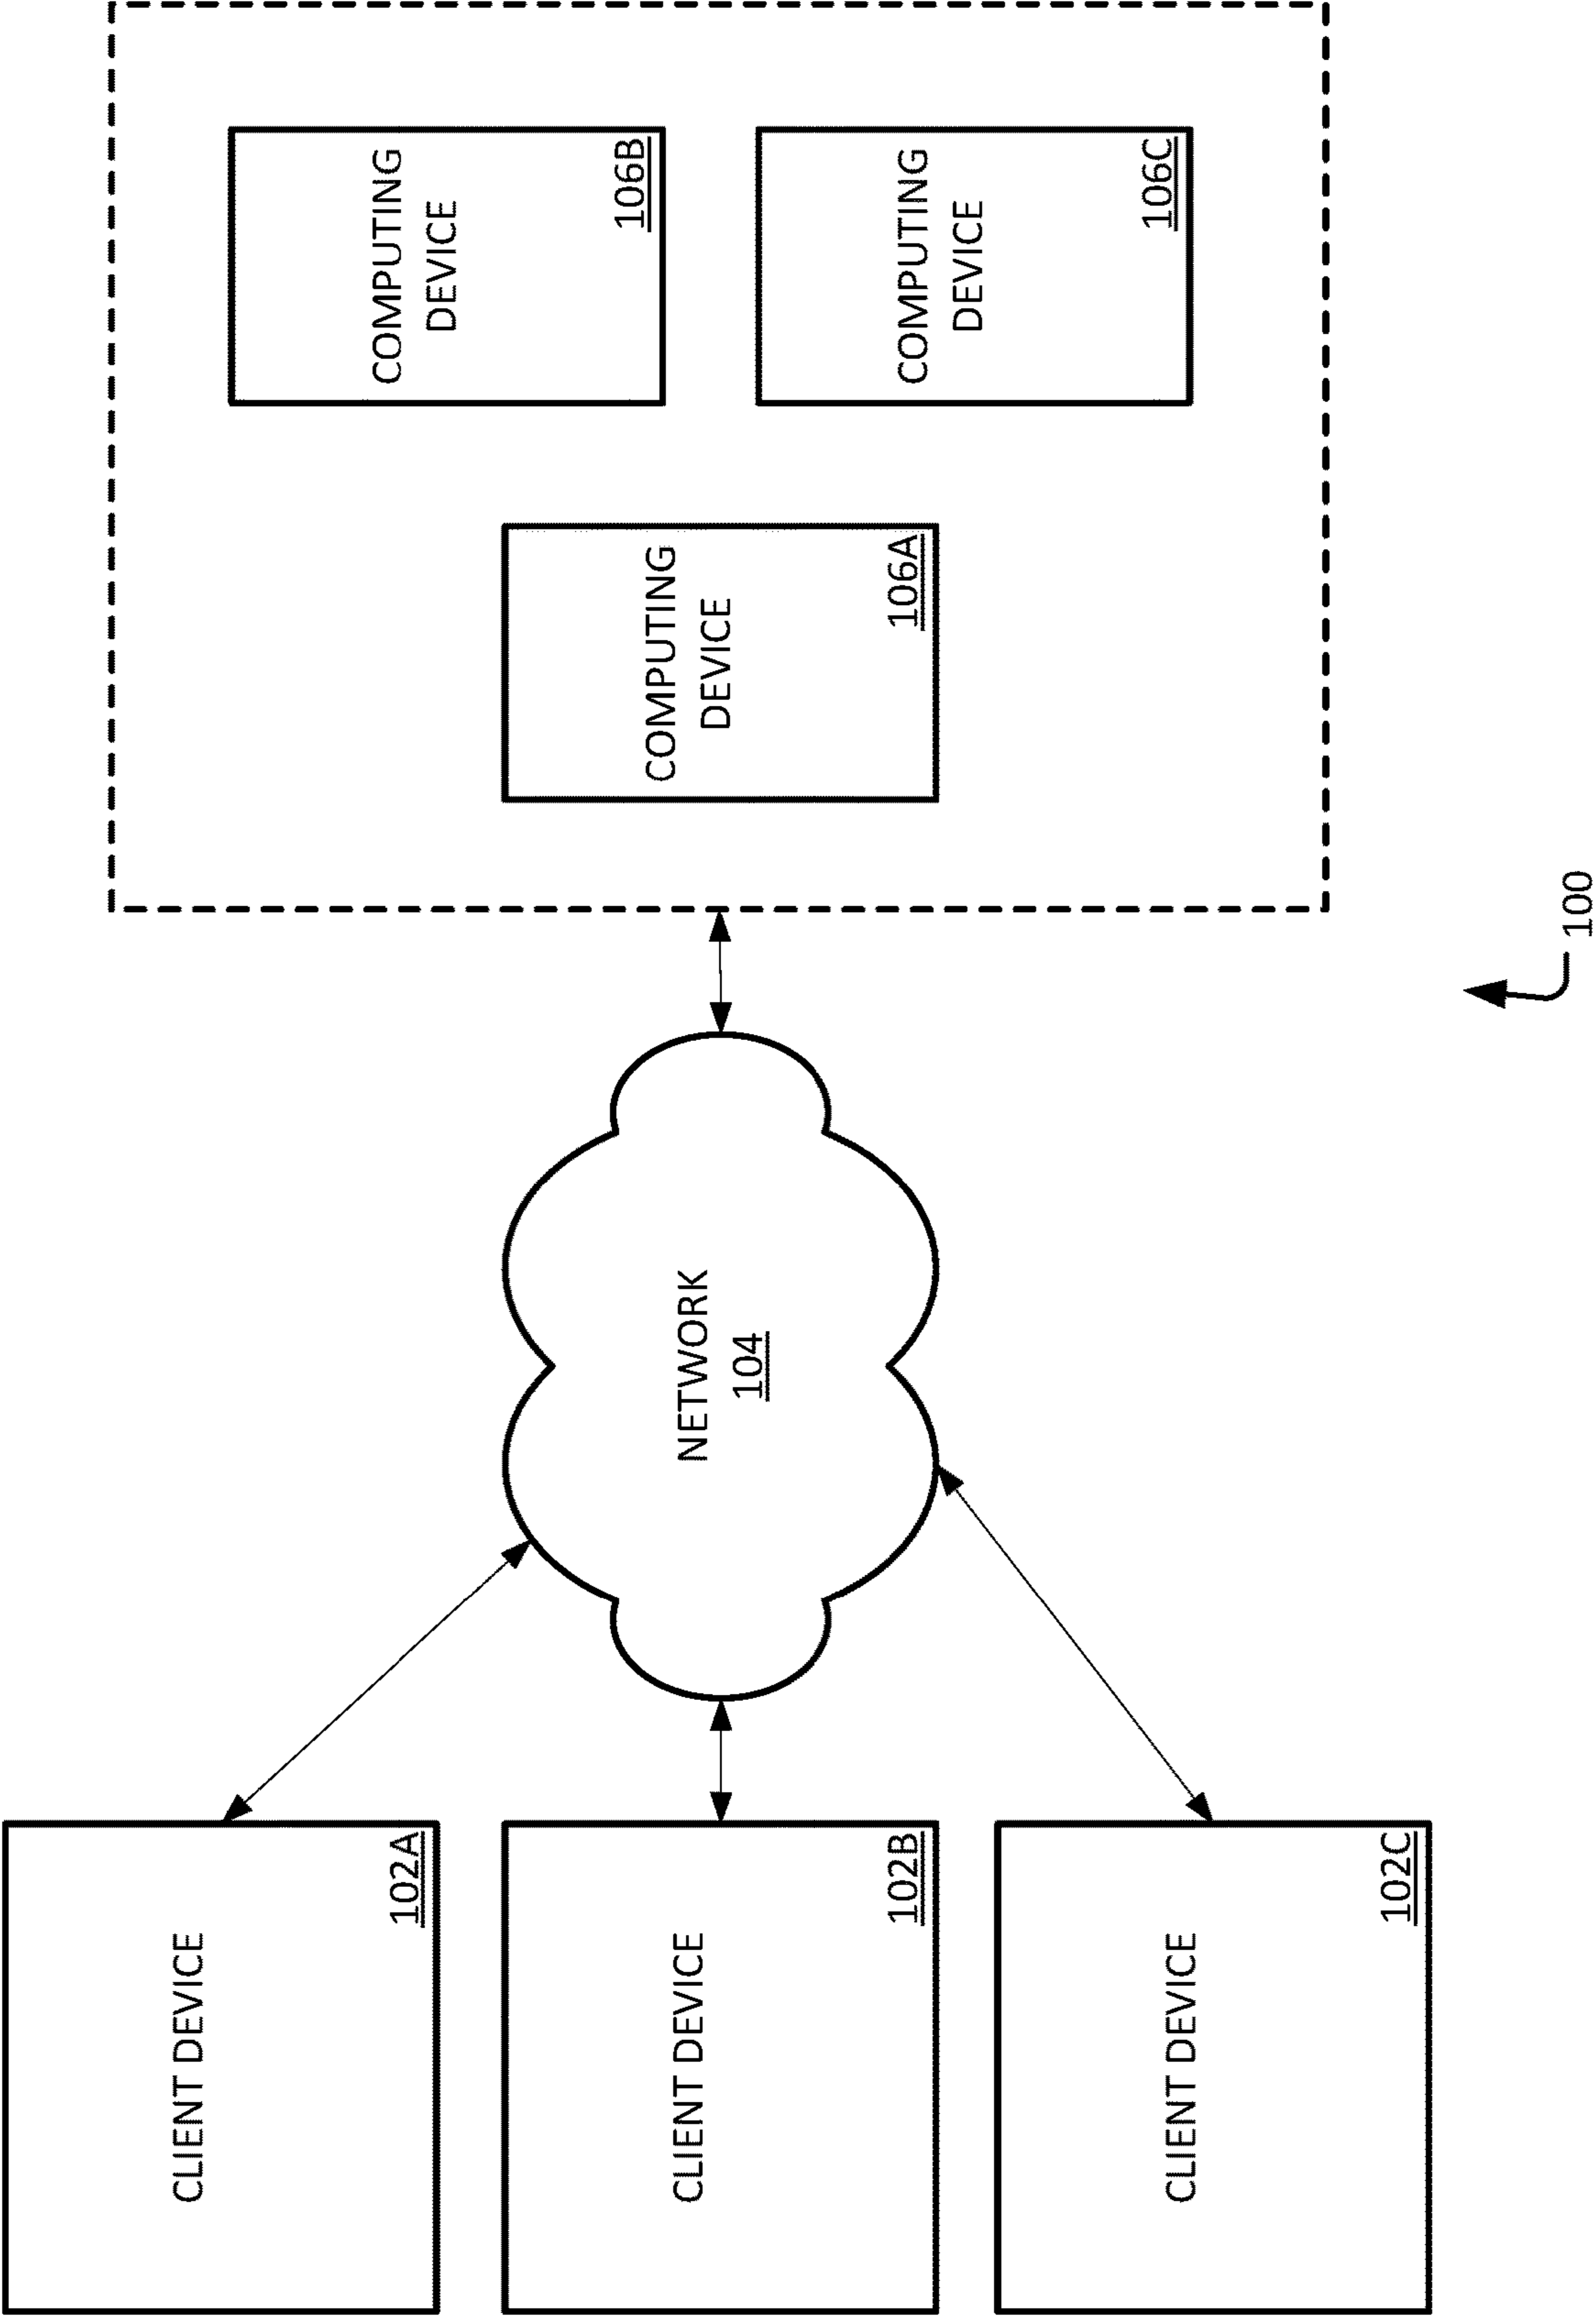 CLIENT DEVICE
102A
CLIENT DEVICE
102B
CLIENT DEVICE
102C
NETWORK
104
COMPUTING
DEVICE
106A
COMPUTING
DEVICE
106B
COMPUTING
DEVICE
106C
100